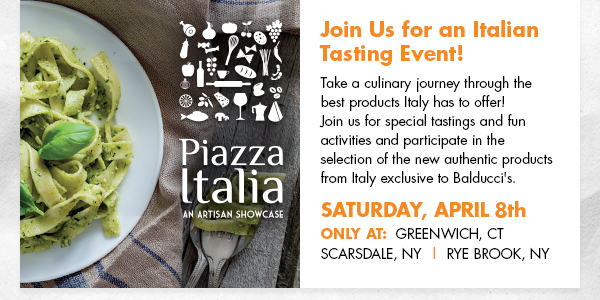 Piazza
Italia
AN ARTISAN SHOWCASE
Join Us for an Italian
Tasting Event!
Take a culinary journey through the
best products Italy has to offer!
Join us for special tastings and fun
activities and participate in the
selection of the new authentic products
from Italy exclusive to Balducci's.
SATURDAY, APRIL 8th
ONLY AT: GREENWICH, CT
SCARSDALE, NY | RYE BROOK, NY